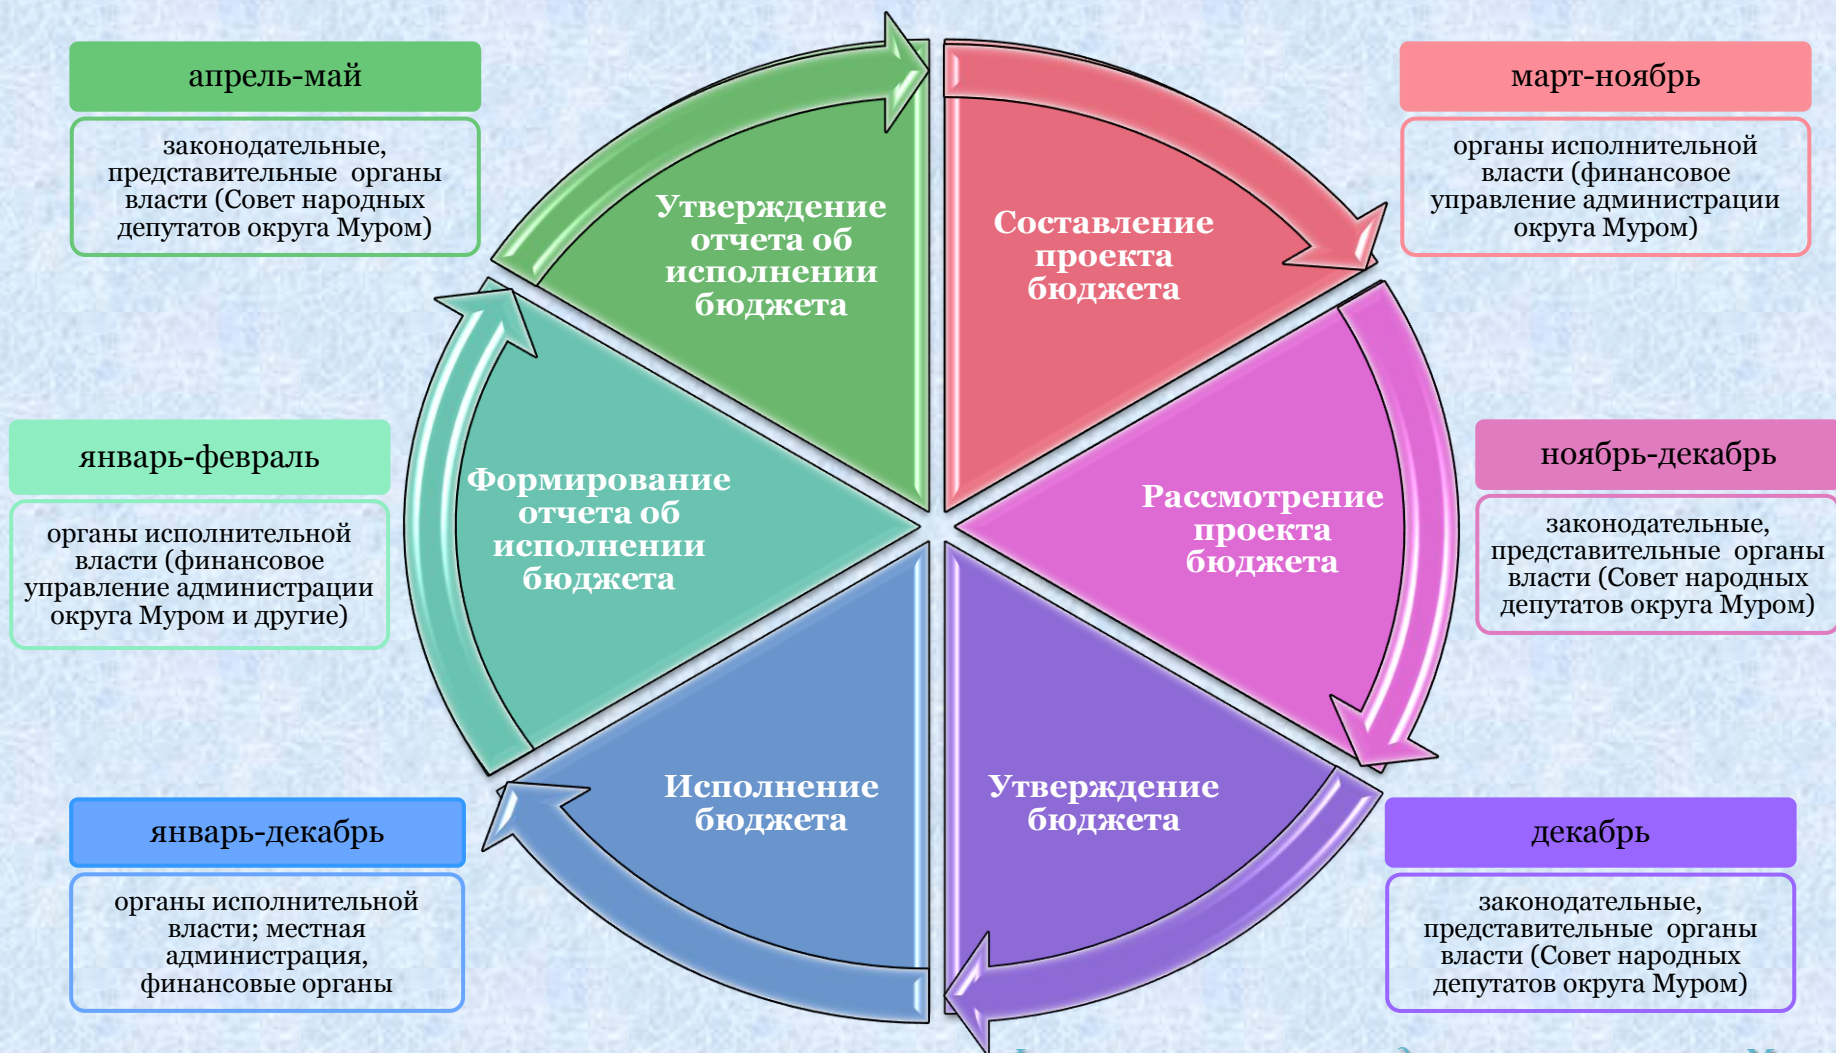 апрель-май
законодательные,
представительные органы
власти (Совет народных
депутатов округа Муром)
март-ноябрь
органы исполнительной
власти (финансовое
управление администрации
округа Муром)
Утверждение
отчета об
исполнении
бюджета
Составление
проекта
бюджета
январь-февраль
органы исполнительной
власти (финансовое
управление администрации
округа Муром и другие)
Формирование
отчета об
исполнении
бюджета
Рассмотрение
проекта
бюджета
ноябрь-декабрь
законодательные,
представительные органы
власти (Совет народных
депутатов округа Муром)
январь-декабрь
органы исполнительной
власти; местная
администрация,
финансовые органы
Исполнение
бюджета
Утверждение
бюджета
декабрь
законодательные,
представительные органы
власти (Совет народных
депутатов округа Муром)